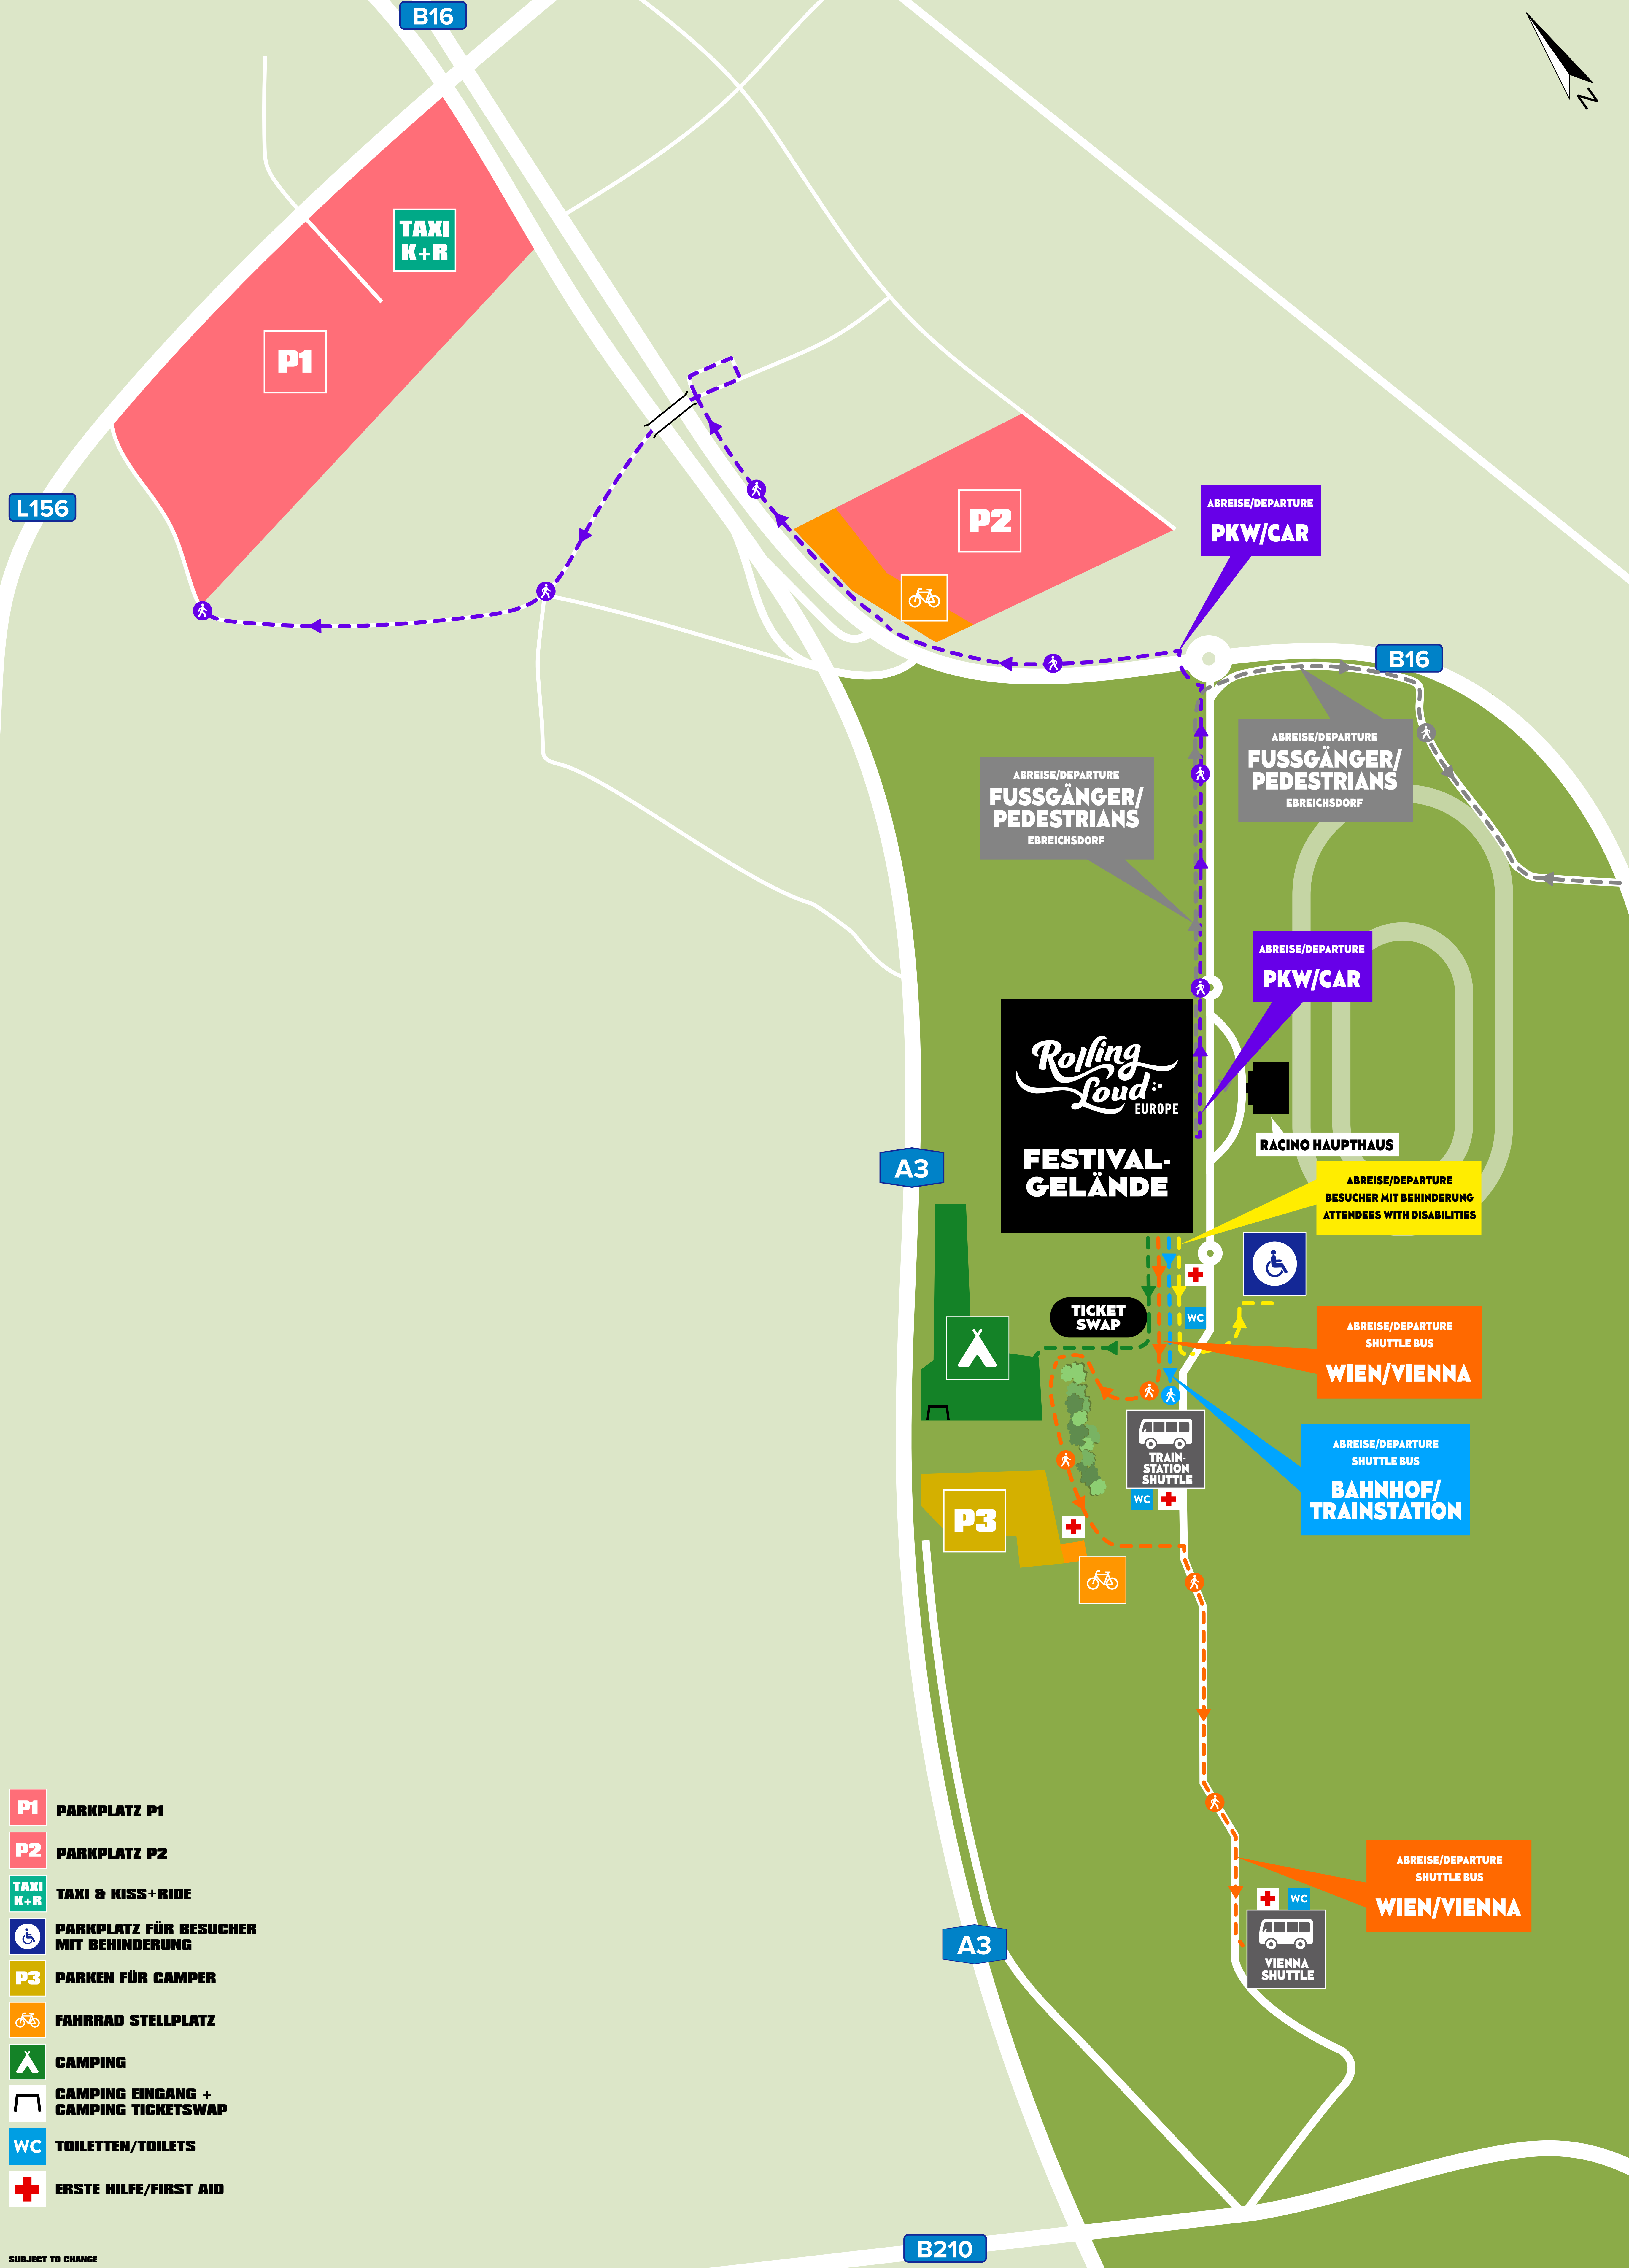 B16
N
TAXI
K+R
P1
L156
P2
ABREISE/DEPARTURE
PKW/CAR
B16
ABREISE/DEPARTURE
FUSSGÄNGER/
PEDESTRIANS
EBREICHSDORF
ABREISE/DEPARTURE
FUSSGÄNGER/
PEDESTRIANS
EBREICHSDORF
ABREISE/DEPARTURE
PKW/CAR
Rolling
Loud
EUROPE
FESTIVAL-
GELÄNDE
RACINO HAUPTHAUS
A3
ABREISE/DEPARTURE
BESUCHER MIT BEHINDERUNG
ATTENDEES WITH DISABILITIES
TICKET
SWAP
WC
ABREISE/DEPARTURE
SHUTTLE BUS
WIEN/VIENNA
TRAIN-
STATION
SHUTTLE
WC
ABREISE/DEPARTURE
SHUTTLE BUS
BAHNHOF/
TRAINSTATION
P3
ABREISE/DEPARTURE
SHUTTLE BUS
WIEN/VIENNA
WC
VIENNA
SHUTTLE
A3
B210
P1 PARKPLATZ P1
P2 PARKPLATZ P2
TAXI
K+R
TAXI & KISS+RIDE
PARKPLATZ FÜR BESUCHER
MIT BEHINDERUNG
P3 PARKEN FÜR CAMPER
FAHRRAD STELLPLATZ
CAMPING
CAMPING EINGANG +
CAMPING TICKETSWAP
WC TOILETTEN/TOILETS
ERSTE HILFE/FIRST AID
SUBJECT TO CHANGE